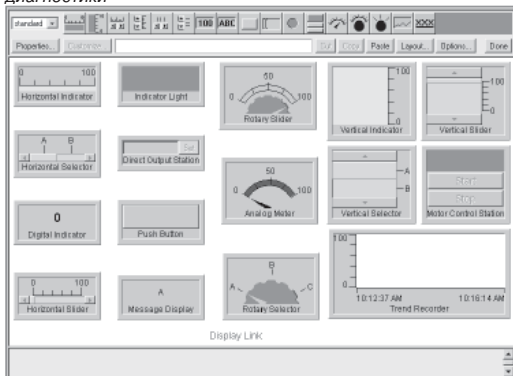 диагностики
standard
100 ABC XXX
Properties... Customize... Cut Copy Paste Layout... Options... Done
0 100
Horizontal Indicator
Indicator Light
0 50 100
Rotary Slider
100
0
Vertical Indicator
100
0
Vertical Slider
A B
Horizontal Selector
Set
Direct Output Station
0 50 100
Analog Meter
A
B
Vertical Selector
Start
Stop
Motor Control Station
0
Digital Indicator
Push Button
0 100
Horizontal Slider
A
Message Display
A B C
Rotary Selector
100
0
10:12:37 AM 10:16:14 AM
Trend Recorder
Display Link